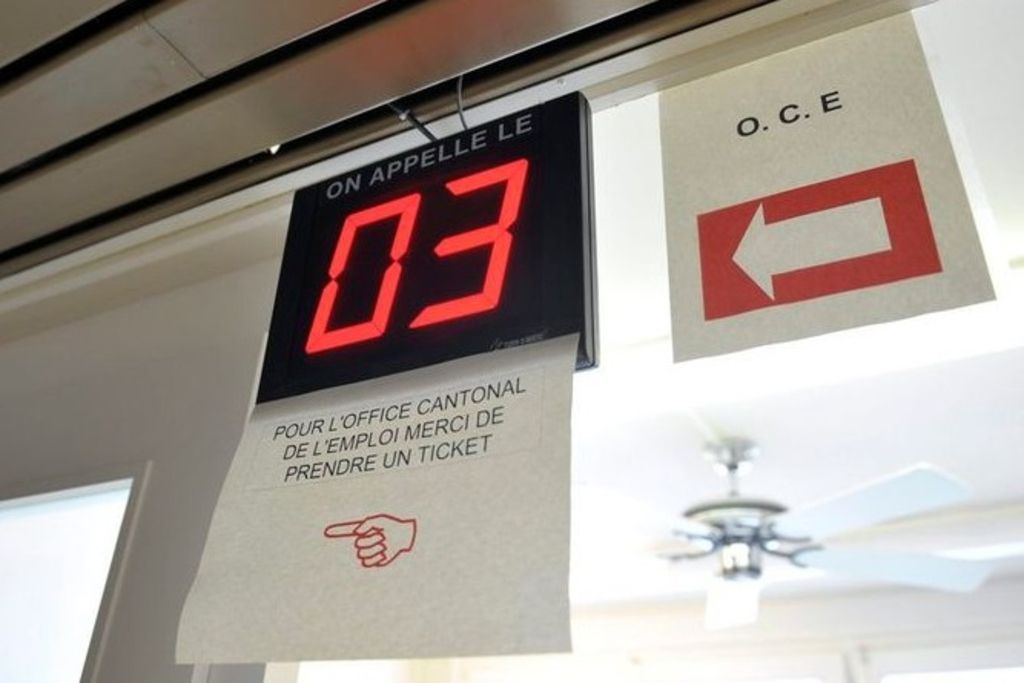 ON APPELLE LE
03
POUR L'OFFICE CANTONAL
DE L'EMPLOI MERCI DE
PRENDRE UN TICKET
O. C. E